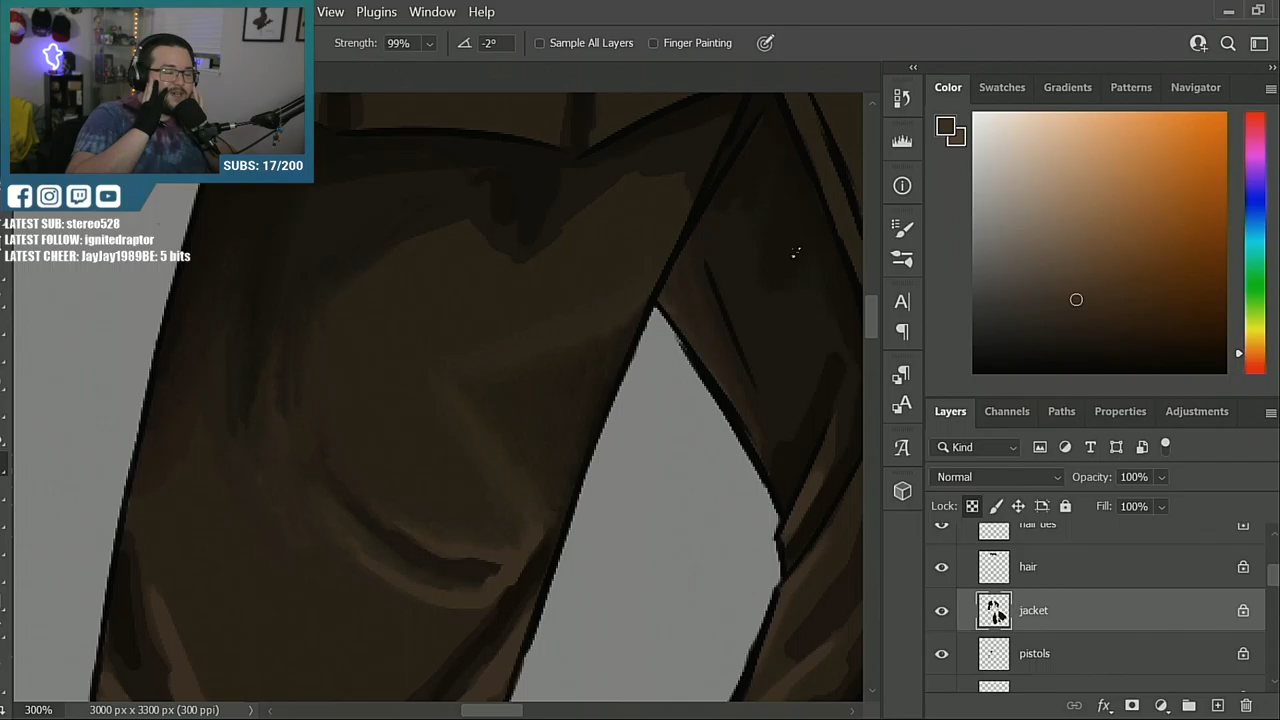 View Plugins Window Help
Strength: 99% -2° Sample All Layers Finger Painting
SUBS: 17/200
LATEST SUB: stereo528
LATEST FOLLOW: ignitedraptor
LATEST CHEER: JayJay1989BE: 5 bits
Color Swatches Gradients Patterns Navigator
Layers Channels Paths Properties Adjustments
Kind
Normal Opacity: 100%
Lock: Fill: 100%
hair ties
hair
jacket
pistols
300% 3000 px x 3300 px (300 ppi)